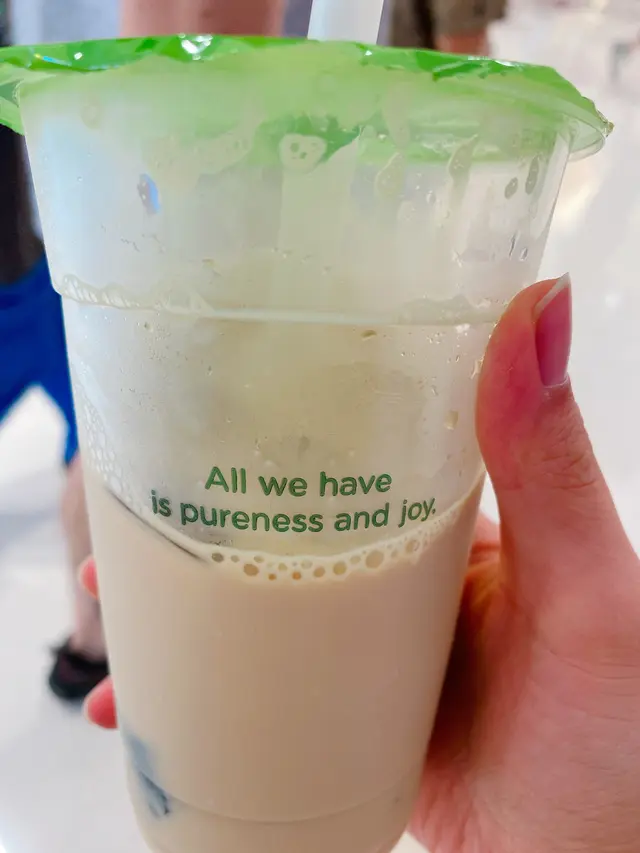 All we have
is pureness and joy.